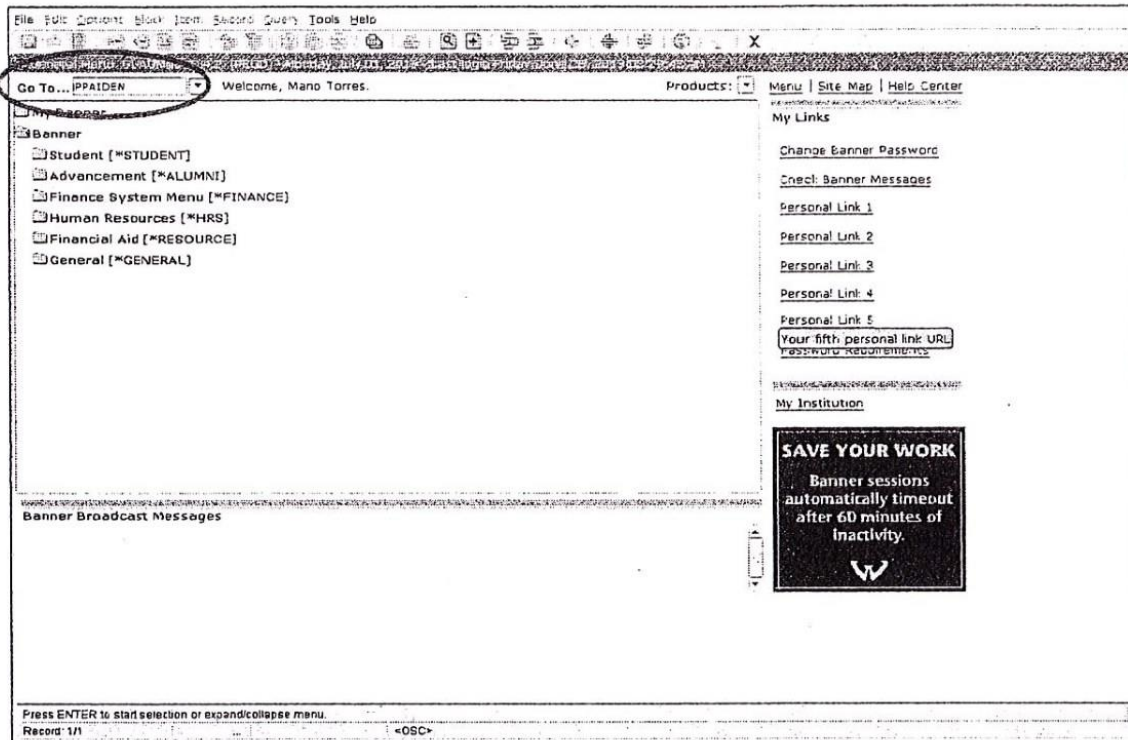 File Edit Options Block Item Record Query Tools Help
X
Go To... PPAIDEN Welcome, Mano Torres. Products: Menu | Site Map | Help Center
My Banner
Banner
Student [*STUDENT]
Advancement [*ALUMNI]
Finance System Menu [*FINANCE]
Human Resources [*HRS]
Financial Aid [*RESOURCE]
General [*GENERAL]
My Links
Change Banner Password
Check Banner Messages
Personal Link 1
Personal Link 2
Personal Link 3
Personal Link 4
Personal Link 5
Your fifth personal link URL
Password Requirements
My Institution
SAVE YOUR WORK
Banner sessions
automatically timeout
after 60 minutes of
inactivity.
Banner Broadcast Messages
Press ENTER to start selection or expand/collapse menu.
Record: 1/1 ... <OSC>